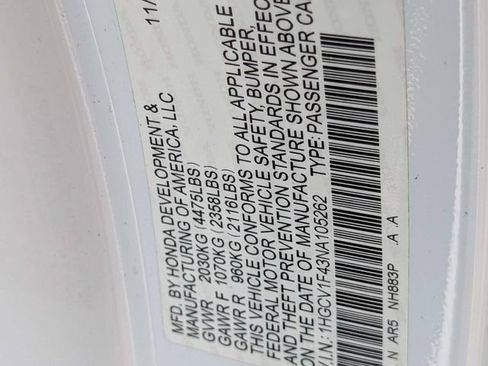 11/
MFD. BY HONDA DEVELOPMENT &
MANUFACTURING OF AMERICA, LLC
GVWR 2030KG (4475LBS)
GAWR F 1070KG (2358LBS)
GAWR R 960KG (2116LBS)
THIS VEHICLE CONFORMS TO ALL APPLICABLE
FEDERAL MOTOR VEHICLE SAFETY, BUMPER,
AND THEFT PREVENTION STANDARDS IN EFFEC
ON THE DATE OF MANUFACTURE SHOWN ABOVE
V.I.N.: 1HGCV1F43NA105262 TYPE: PASSENGER CA
N AR5 NH883P .A .A